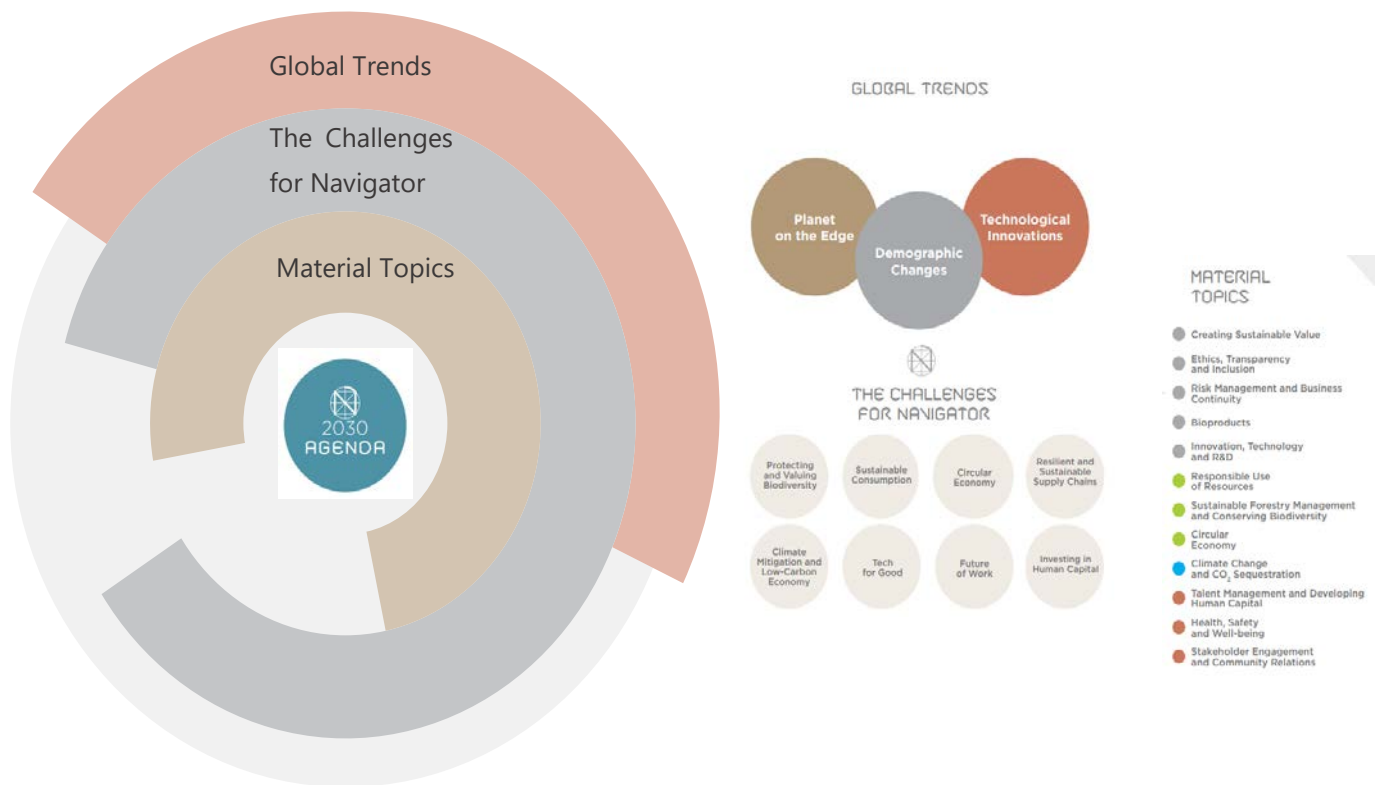 Global Trends
The Challenges
for Navigator
Material Topics
2030
AGENDA
GLOBAL TRENDS
Planet
on the Edge
Demographic
Changes
Technological
Innovations
THE CHALLENGES
FOR NAVIGATOR
Protecting
and Valuing
Biodiversity
Sustainable
Consumption
Circular
Economy
Resilient and
Sustainable
Supply Chains
Climate
Mitigation and
Low-Carbon
Economy
Tech
for Good
Future
of Work
Investing in
Human Capital
MATERIAL
TOPICS
Creating Sustainable Value
Ethics, Transparency
and Inclusion
Risk Management and Business
Continuity
Bioproducts
Innovation, Technology
and R&D
Responsible Use
of Resources
Sustainable Forestry Management
and Conserving Biodiversity
Circular
Economy
Climate Change
and CO₂ Sequestration
Talent Management and Developing
Human Capital
Health, Safety
and Well-being
Stakeholder Engagement
and Community Relations